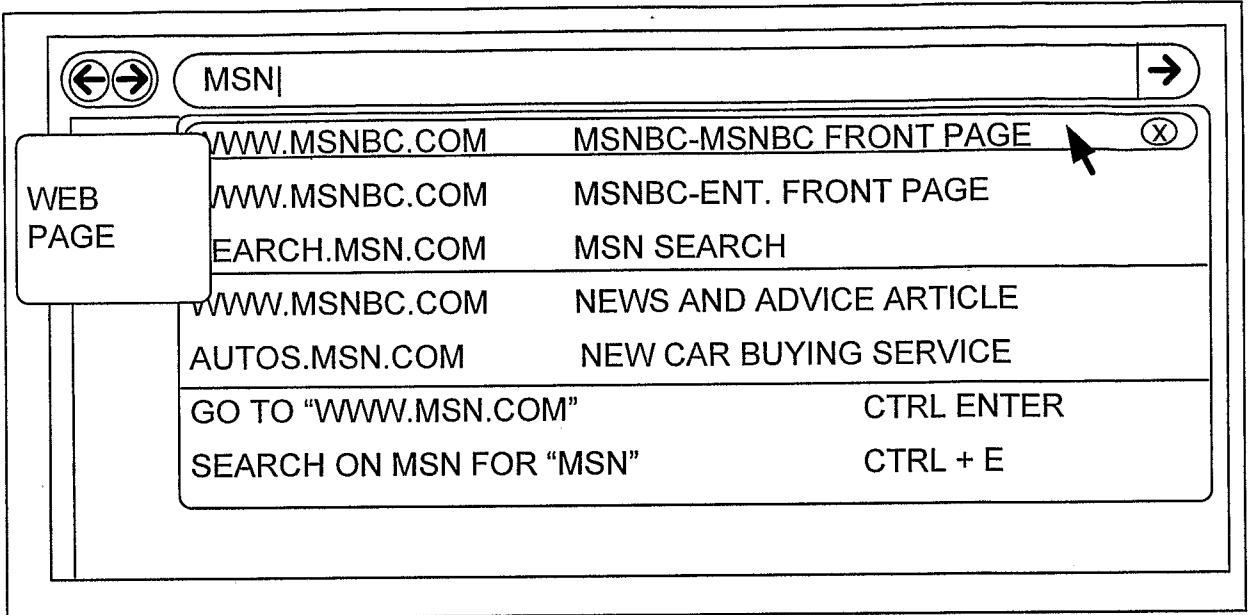 MSN|
WWW.MSNBC.COM MSNBC-MSNBC FRONT PAGE X
WWW.MSNBC.COM MSNBC-ENT. FRONT PAGE
WEB
PAGE
EARCH.MSN.COM MSN SEARCH
WWW.MSNBC.COM NEWS AND ADVICE ARTICLE
AUTOS.MSN.COM NEW CAR BUYING SERVICE
GO TO “WWW.MSN.COM” CTRL ENTER
SEARCH ON MSN FOR “MSN” CTRL + E